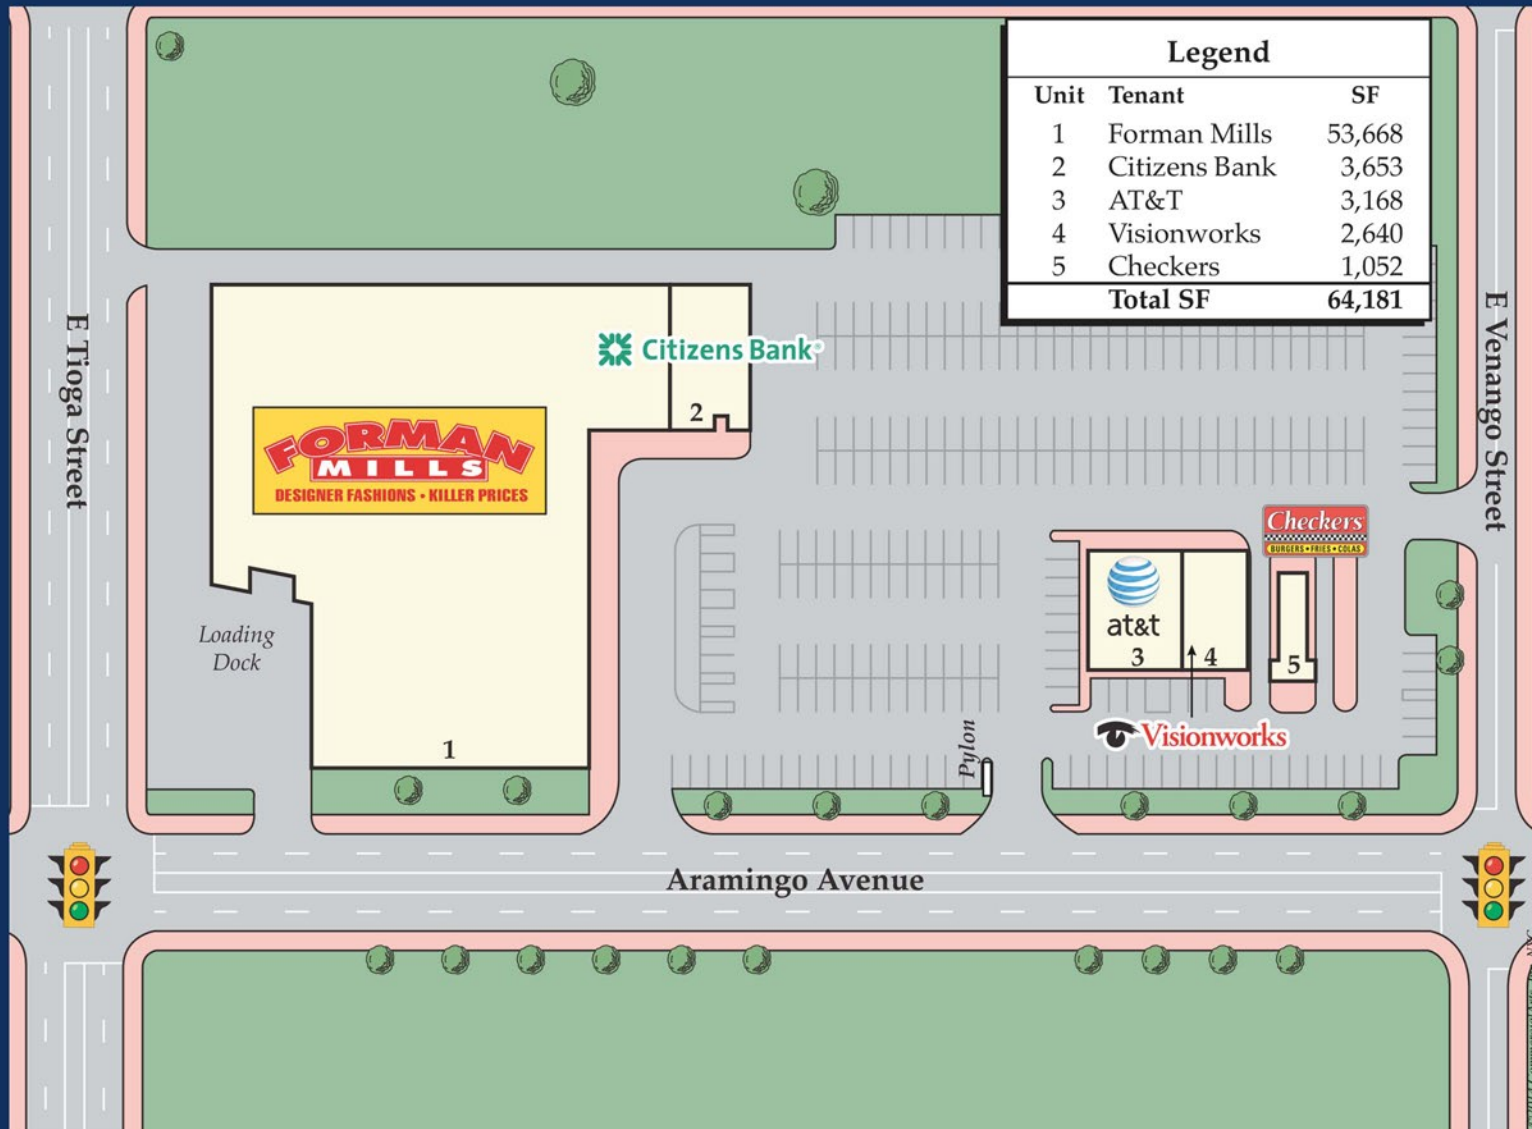 Legend
Unit Tenant SF
1 Forman Mills 53,668
2 Citizens Bank 3,653
3 AT&T 3,168
4 Visionworks 2,640
5 Checkers 1,052
Total SF 64,181
E Tioga Street
E Venango Street
Citizens Bank
2
FORMAN
MILLS
DESIGNER FASHIONS • KILLER PRICES
Checkers
BURGERS • FRIES • COLAS
at&t
3
4
5
Loading
Dock
Visionworks
Pylon
1
Aramingo Avenue